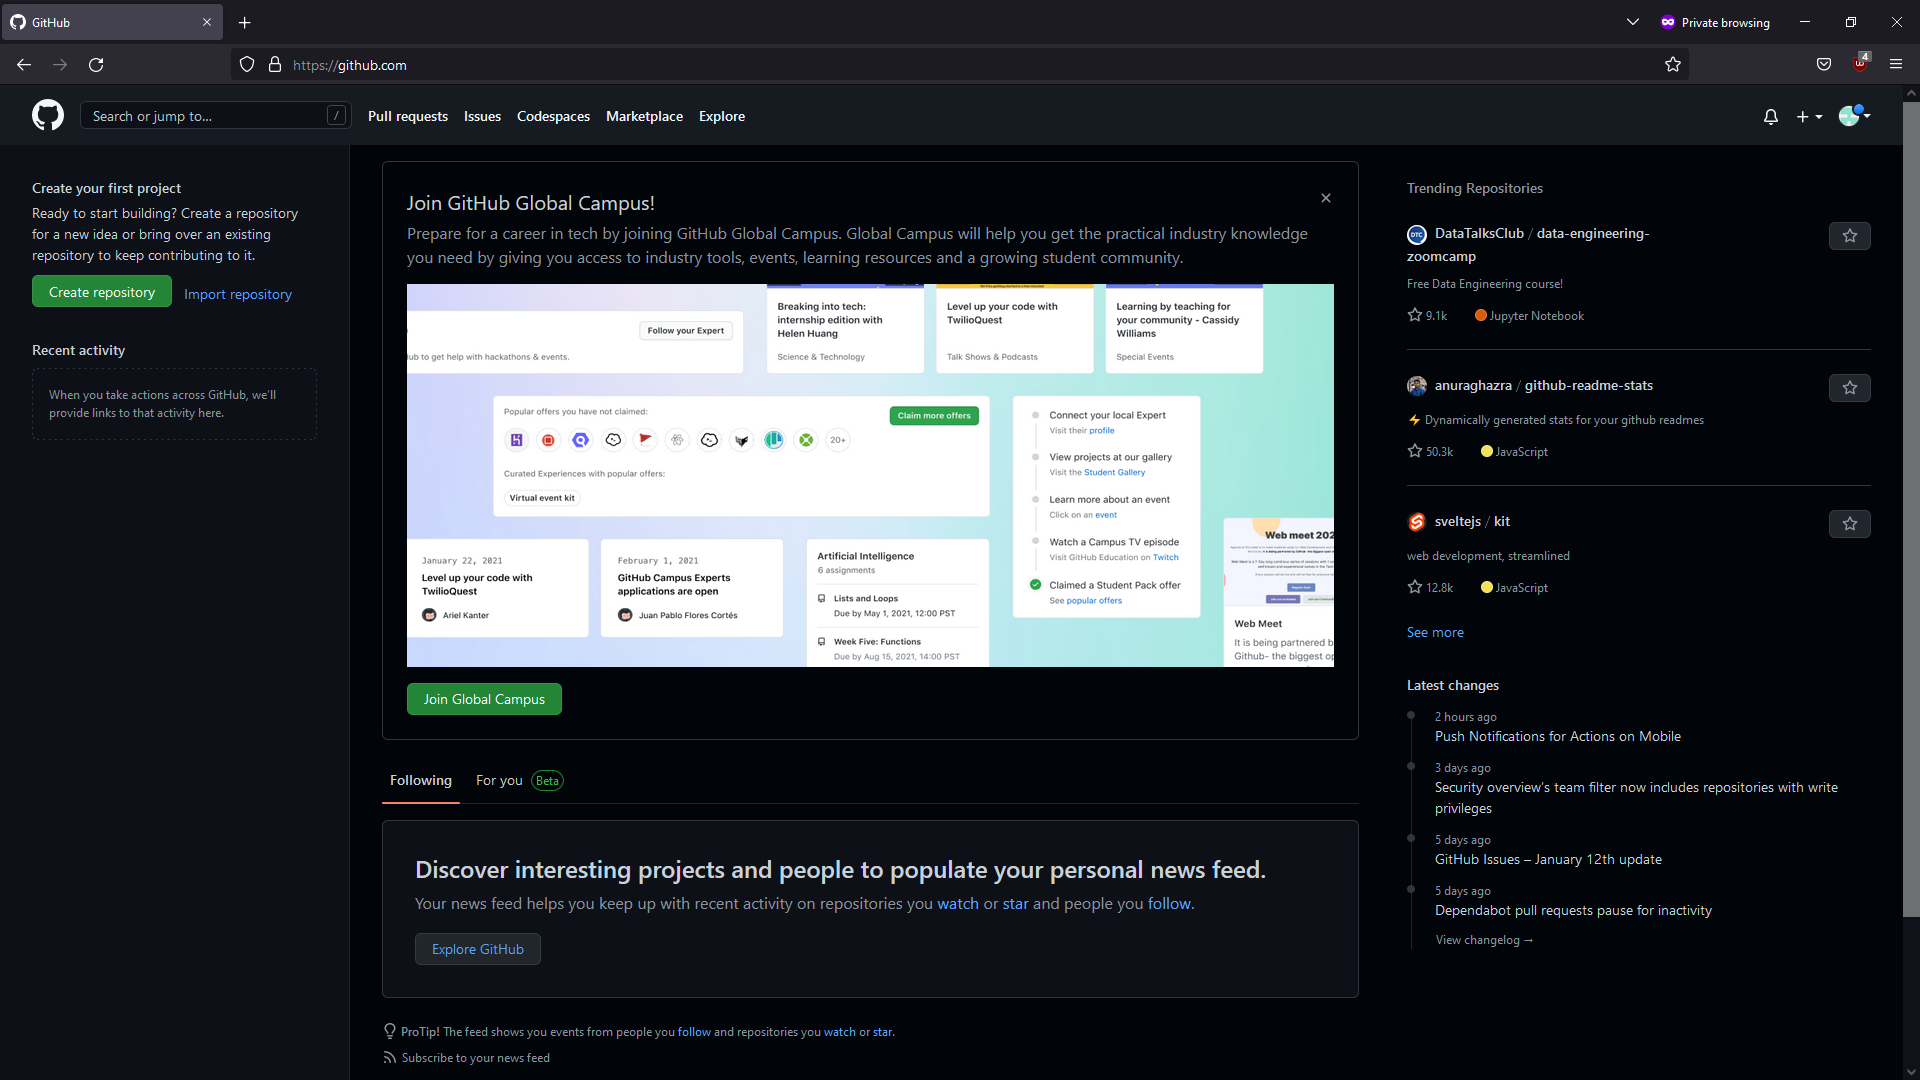 GitHub
Private browsing
https://github.com
4
Search or jump to...
/
Pull requests
Issues
Codespaces
Marketplace
Explore
Create your first project
Ready to start building? Create a repository
for a new idea or bring over an existing
repository to keep contributing to it.
Create repository
Import repository
Recent activity
When you take actions across GitHub, we'll
provide links to that activity here.
Join GitHub Global Campus!
Prepare for a career in tech by joining GitHub Global Campus. Global Campus will help you get the practical industry knowledge
you need by giving you access to industry tools, events, learning resources and a growing student community.
Follow your Expert
to get help with hackathons & events.
Breaking into tech:
internship edition with
Helen Huang
Science & Technology
Level up your code with
TwilioQuest
Talk Shows & Podcasts
Learning by teaching for
your community - Cassidy
Williams
Special Events
Popular offers you have not claimed:
Claim more offers
20+
Curated Experiences with popular offers:
Virtual event kit
Connect your local Expert
Visit their profile
View projects at our gallery
Visit the Student Gallery
Learn more about an event
Click on an event
Watch a Campus TV episode
Visit GitHub Education on Twitch
Claimed a Student Pack offer
See popular offers
January 22, 2021
Level up your code with
TwilioQuest
Ariel Kanter
February 1, 2021
GitHub Campus Experts
applications are open
Juan Pablo Flores Cortés
Artificial Intelligence
6 assignments
Lists and Loops
Due by May 1, 2021, 12:00 PST
Week Five: Functions
Due by Aug 15, 2021, 14:00 PST
Web meet 202
Web Meet
It is being partnered b
Github- the biggest op
Join Global Campus
Following
For you
Beta
Discover interesting projects and people to populate your personal news feed.
Your news feed helps you keep up with recent activity on repositories you watch or star and people you follow.
Explore GitHub
ProTip! The feed shows you events from people you follow and repositories you watch or star.
Subscribe to your news feed
Trending Repositories
DTC
DataTalksClub / data-engineering-
zoomcamp
Free Data Engineering course!
9.1k
Jupyter Notebook
anuraghazra / github-readme-stats
⚡ Dynamically generated stats for your github readmes
50.3k
JavaScript
sveltejs / kit
web development, streamlined
12.8k
JavaScript
See more
Latest changes
2 hours ago
Push Notifications for Actions on Mobile
3 days ago
Security overview's team filter now includes repositories with write
privileges
5 days ago
GitHub Issues – January 12th update
5 days ago
Dependabot pull requests pause for inactivity
View changelog →